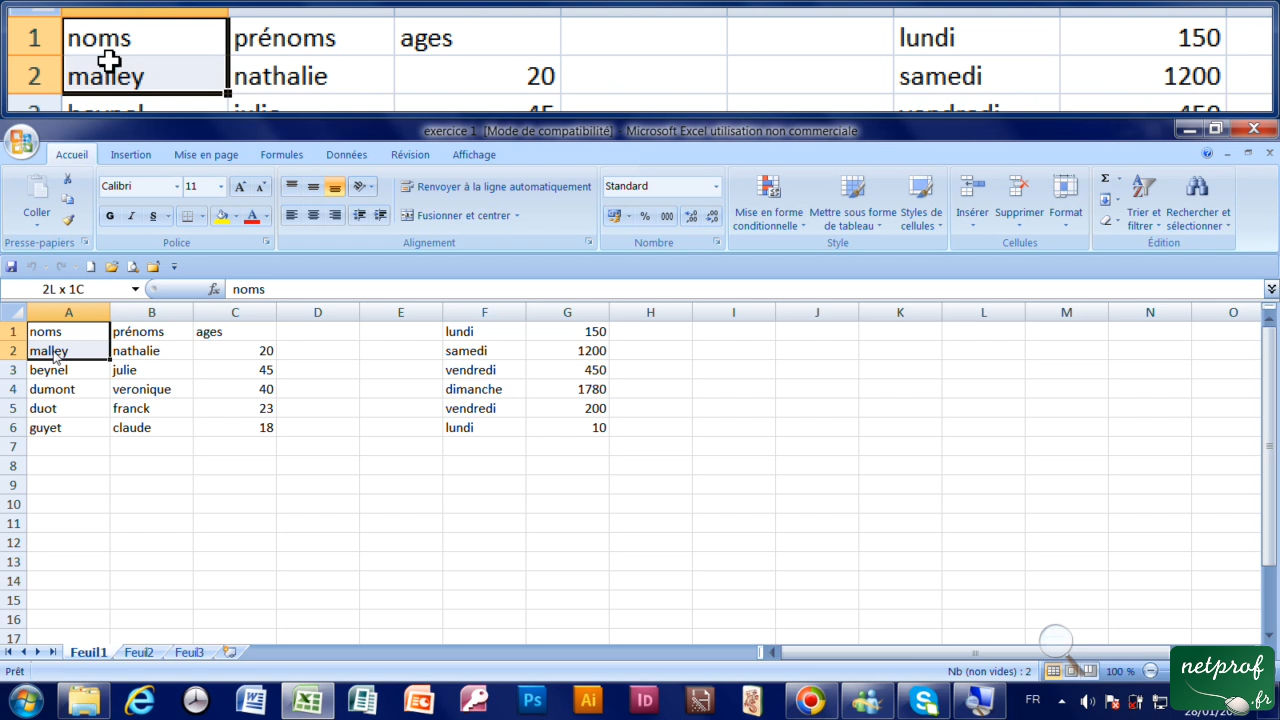 1 noms prénoms ages lundi 150
2 malley nathalie 20 samedi 1200
exercice 1 [Mode de compatibilité] - Microsoft Excel utilisation non commerciale
Accueil Insertion Mise en page Formules Données Révision Affichage
Calibri 11 Renvoyer à la ligne automatiquement Standard
Coller G I S Fusionner et centrer % 000 Mise en forme conditionnelle Mettre sous forme de tableau Styles de cellules Insérer Supprimer Format Σ Trier et filtrer Rechercher et sélectionner
Presse-papiers Police Alignement Nombre Style Cellules Édition
2L x 1C fx noms
A B C D E F G H I J K L M N O
1 noms prénoms ages lundi 150
2 malley nathalie 20 samedi 1200
3 beynel julie 45 vendredi 450
4 dumont veronique 40 dimanche 1780
5 duot franck 23 vendredi 200
6 guyet claude 18 lundi 10
7
8
9
10
11
12
13
14
15
16
17
Feuil1 Feuil2 Feuil3
Prêt Nb (non vides) : 2 100 %
Ps Ai ID FR
netprof.fr